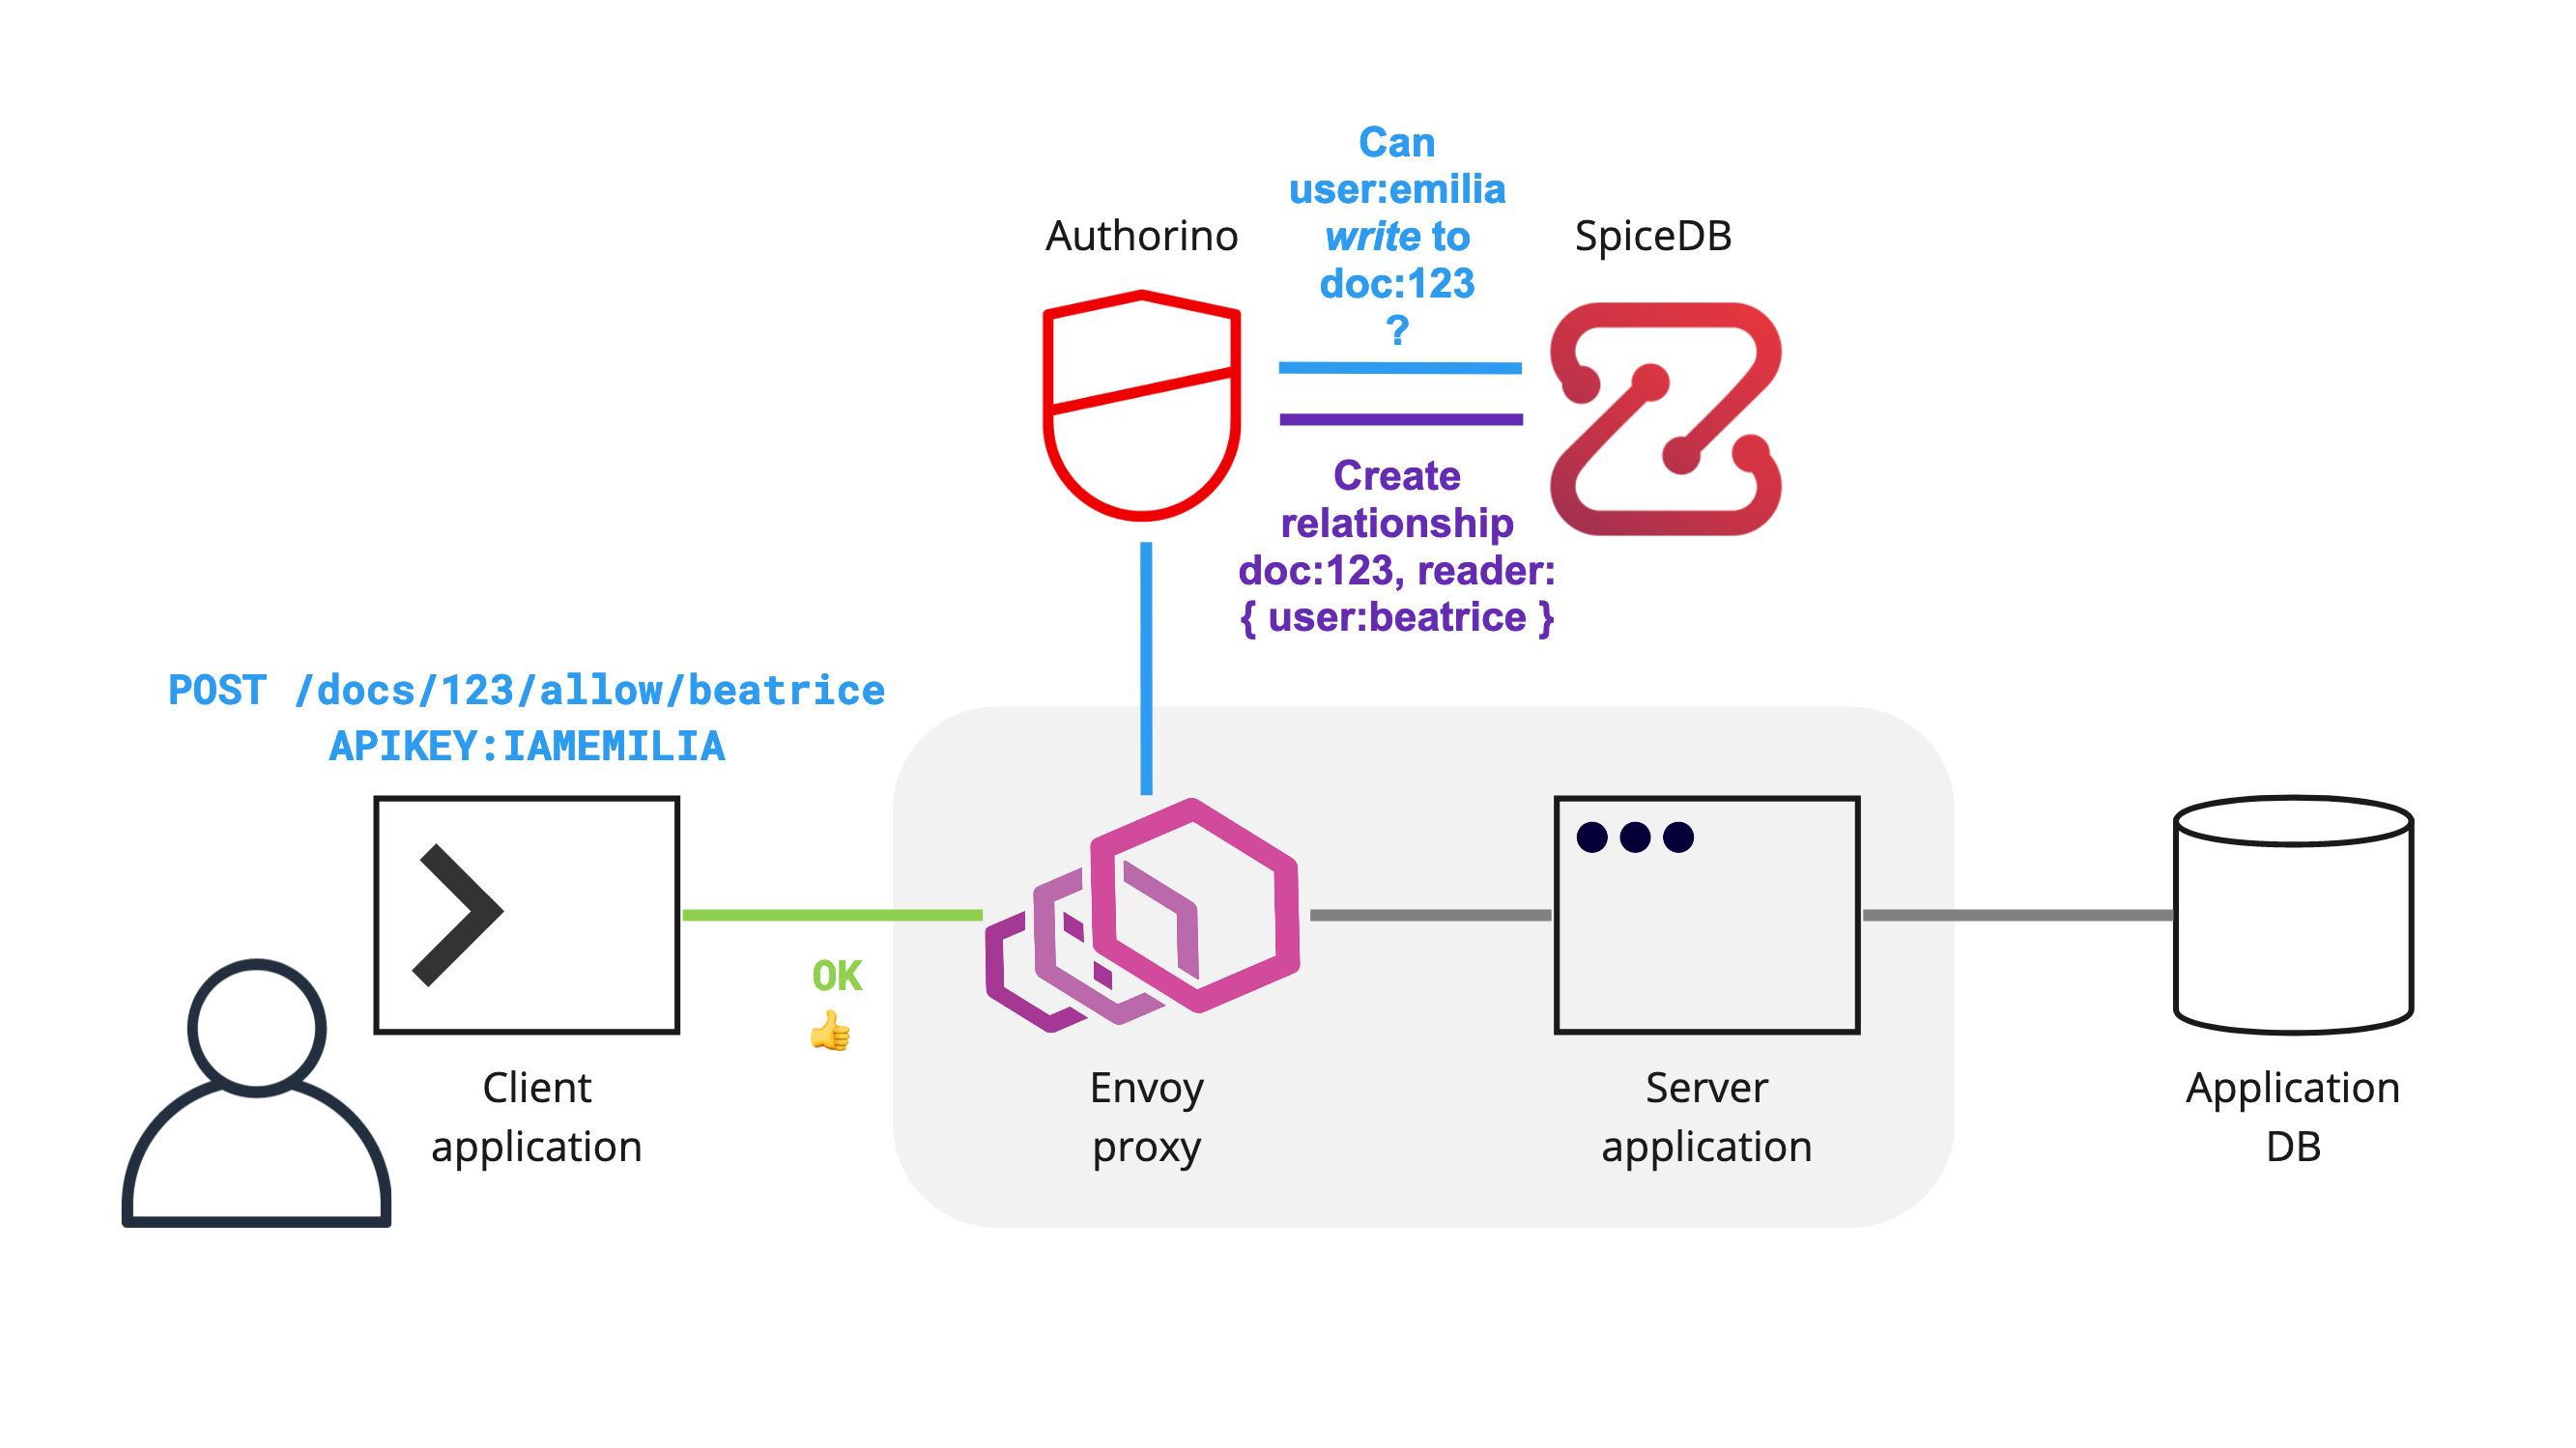 Can
user:emilia
write to
doc:123
?
Authorino
SpiceDB
Create
relationship
doc:123, reader:
{ user:beatrice }
POST /docs/123/allow/beatrice
APIKEY:IAMEMILIA
OK
Client
application
Envoy
proxy
Server
application
Application
DB